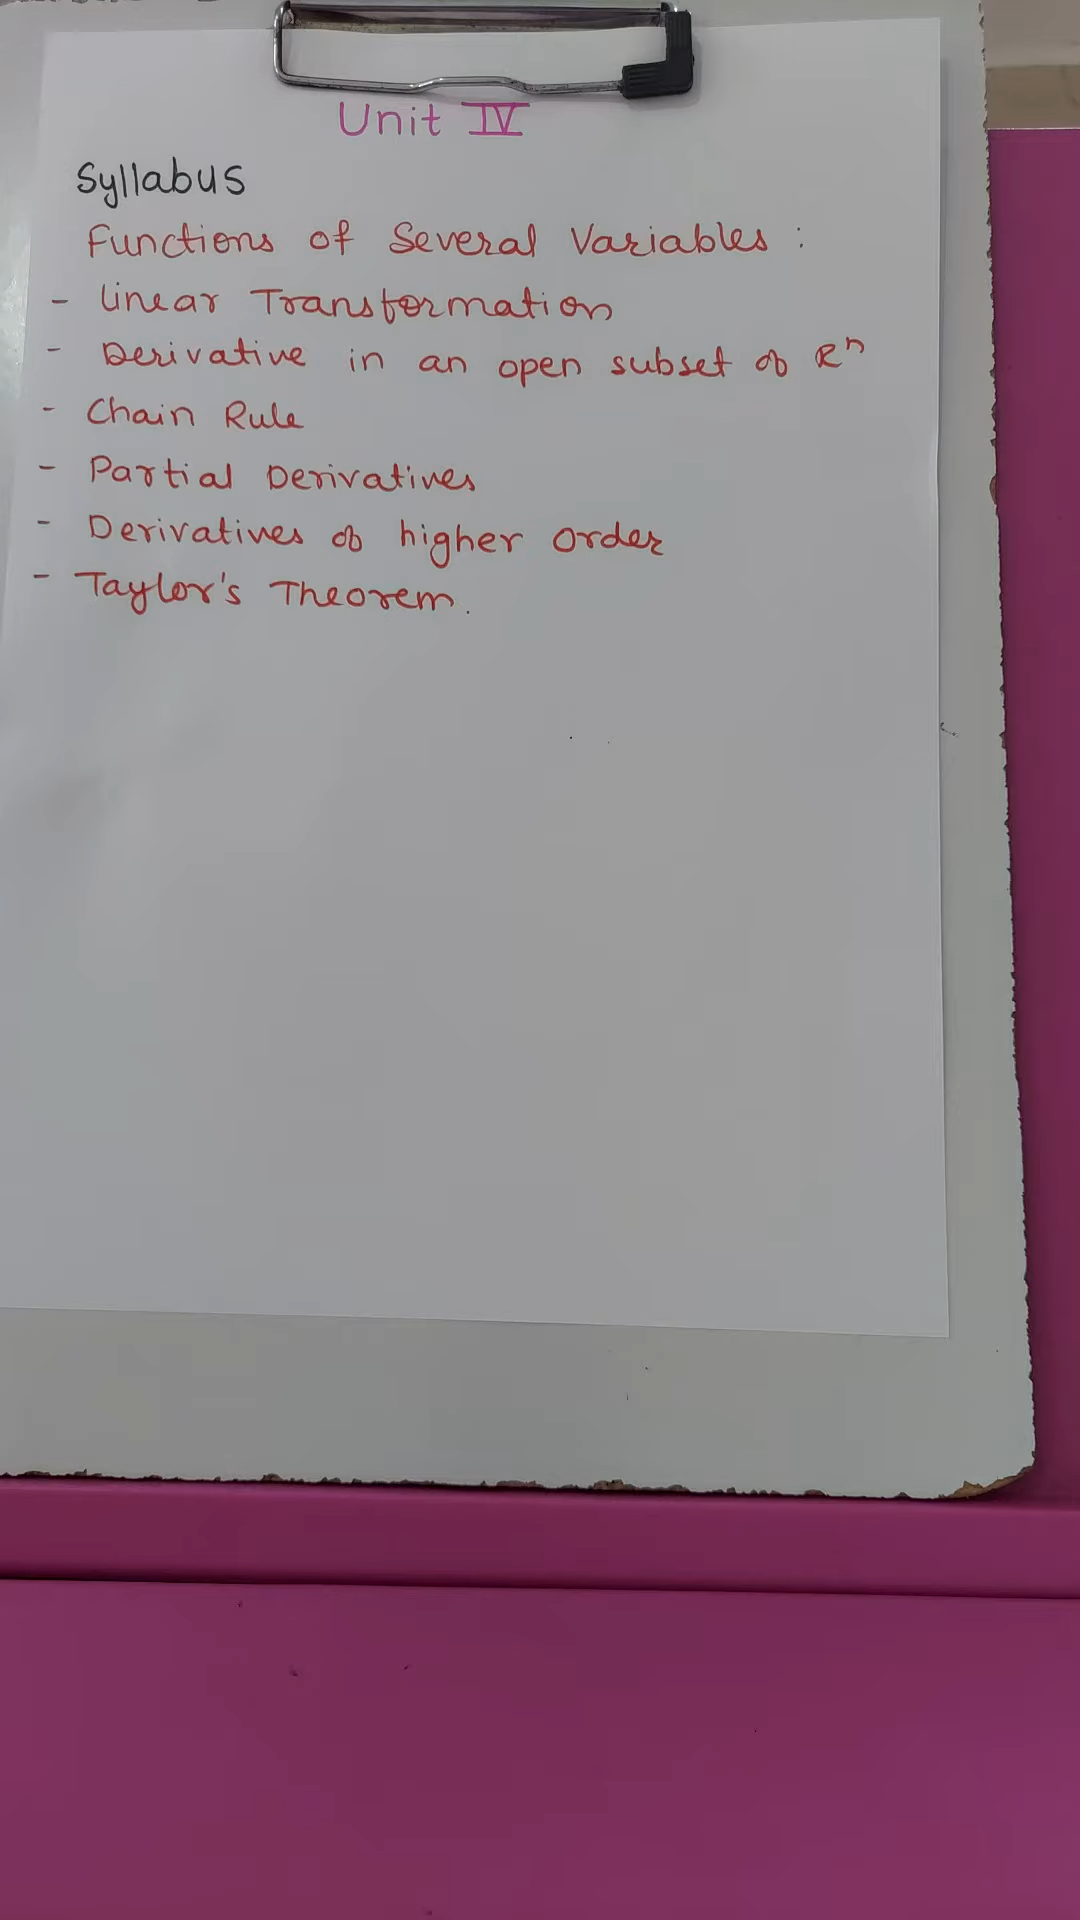 Unit IV
Syllabus
Functions of Several Variables :
- Linear Transformation
- Derivative in an open subset of Rⁿ
- Chain Rule
- Partial Derivatives
- Derivatives of higher order
- Taylor's Theorem.